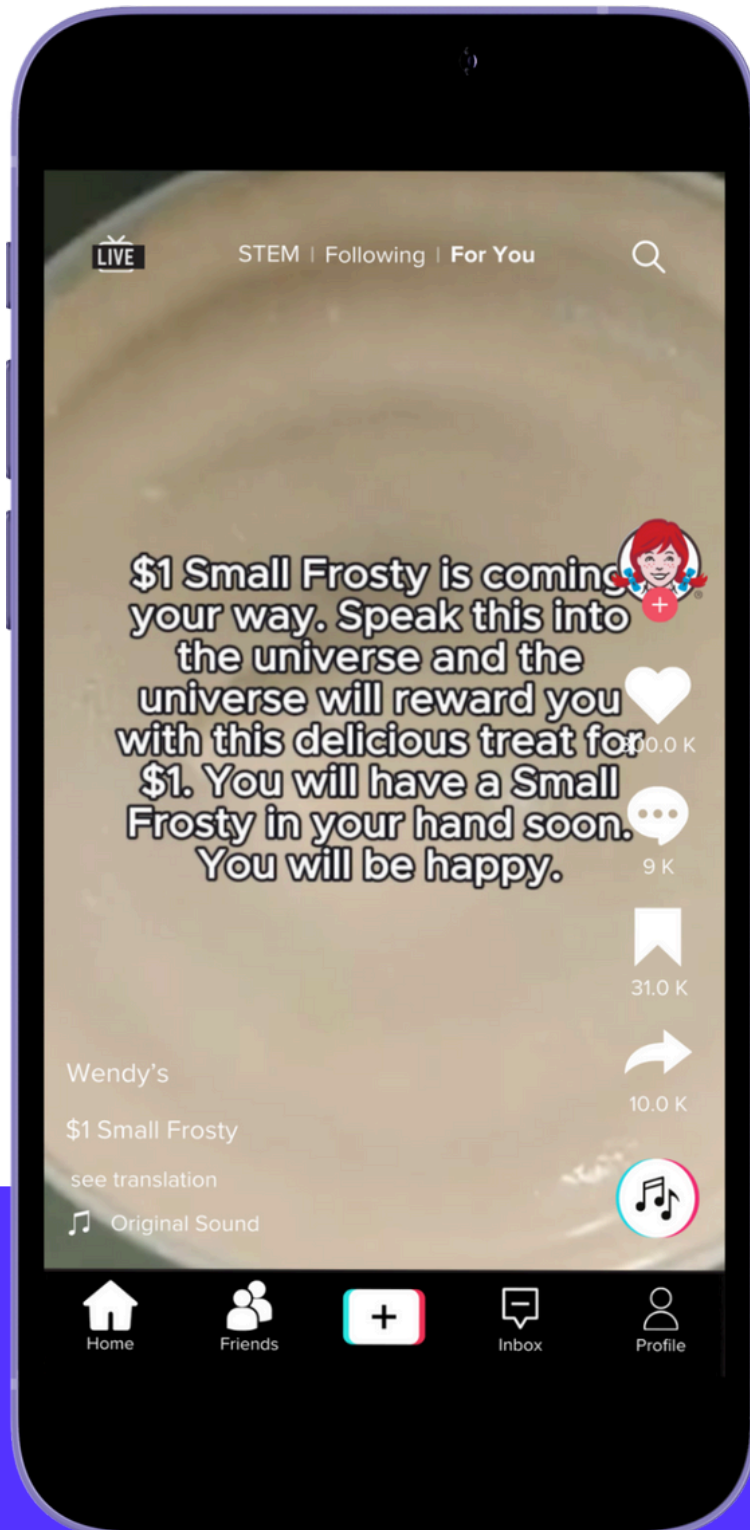 LIVE
STEM | Following | For You
$1 Small Frosty is coming
your way. Speak this into
the universe and the
universe will reward you
with this delicious treat for
$1. You will have a Small
Frosty in your hand soon.
You will be happy.
00.0 K
9 K
31.0 K
10.0 K
Wendy's
$1 Small Frosty
see translation
Original Sound
Home
Friends
Inbox
Profile